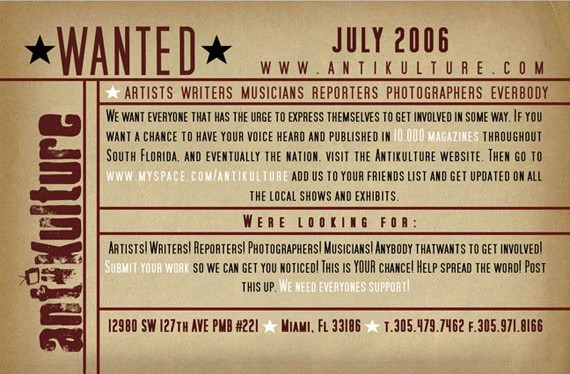 WANTED
JULY 2006
WWW.ANTIKULTURE.COM
ARTISTS WRITERS MUSICIANS REPORTERS PHOTOGRAPHERS EVERBODY
WE WANT EVERYONE THAT HAS THE URGE TO EXPRESS THEMSELVES TO GET INVOLVED IN SOME WAY. IF YOU
WANT A CHANCE TO HAVE YOUR VOICE HEARD AND PUBLISHED IN 10,000 MAGAZINES THROUGHOUT
SOUTH FLORIDA, AND EVENTUALLY THE NATION, VISIT THE ANTIKULTURE WEBSITE. THEN GO TO
WWW.MYSPACE.COM/ANTIKULTURE ADD US TO YOUR FRIENDS LIST AND GET UPDATED ON ALL
THE LOCAL SHOWS AND EXHIBITS.
WERE LOOKING FOR:
ARTISTS! WRITERS! REPORTERS! PHOTOGRAPHERS! MUSICIANS! ANYBODY THATWANTS TO GET INVOLVED!
SUBMIT YOUR WORK SO WE CAN GET YOU NOTICED! THIS IS YOUR CHANCE! HELP SPREAD THE WORD! POST
THIS UP. WE NEED EVERYONES SUPPORT!
12980 SW 127TH AVE PMB #221 MIAMI, FL 33186 T.305.479.7462 F.305.971.8166
antikulture